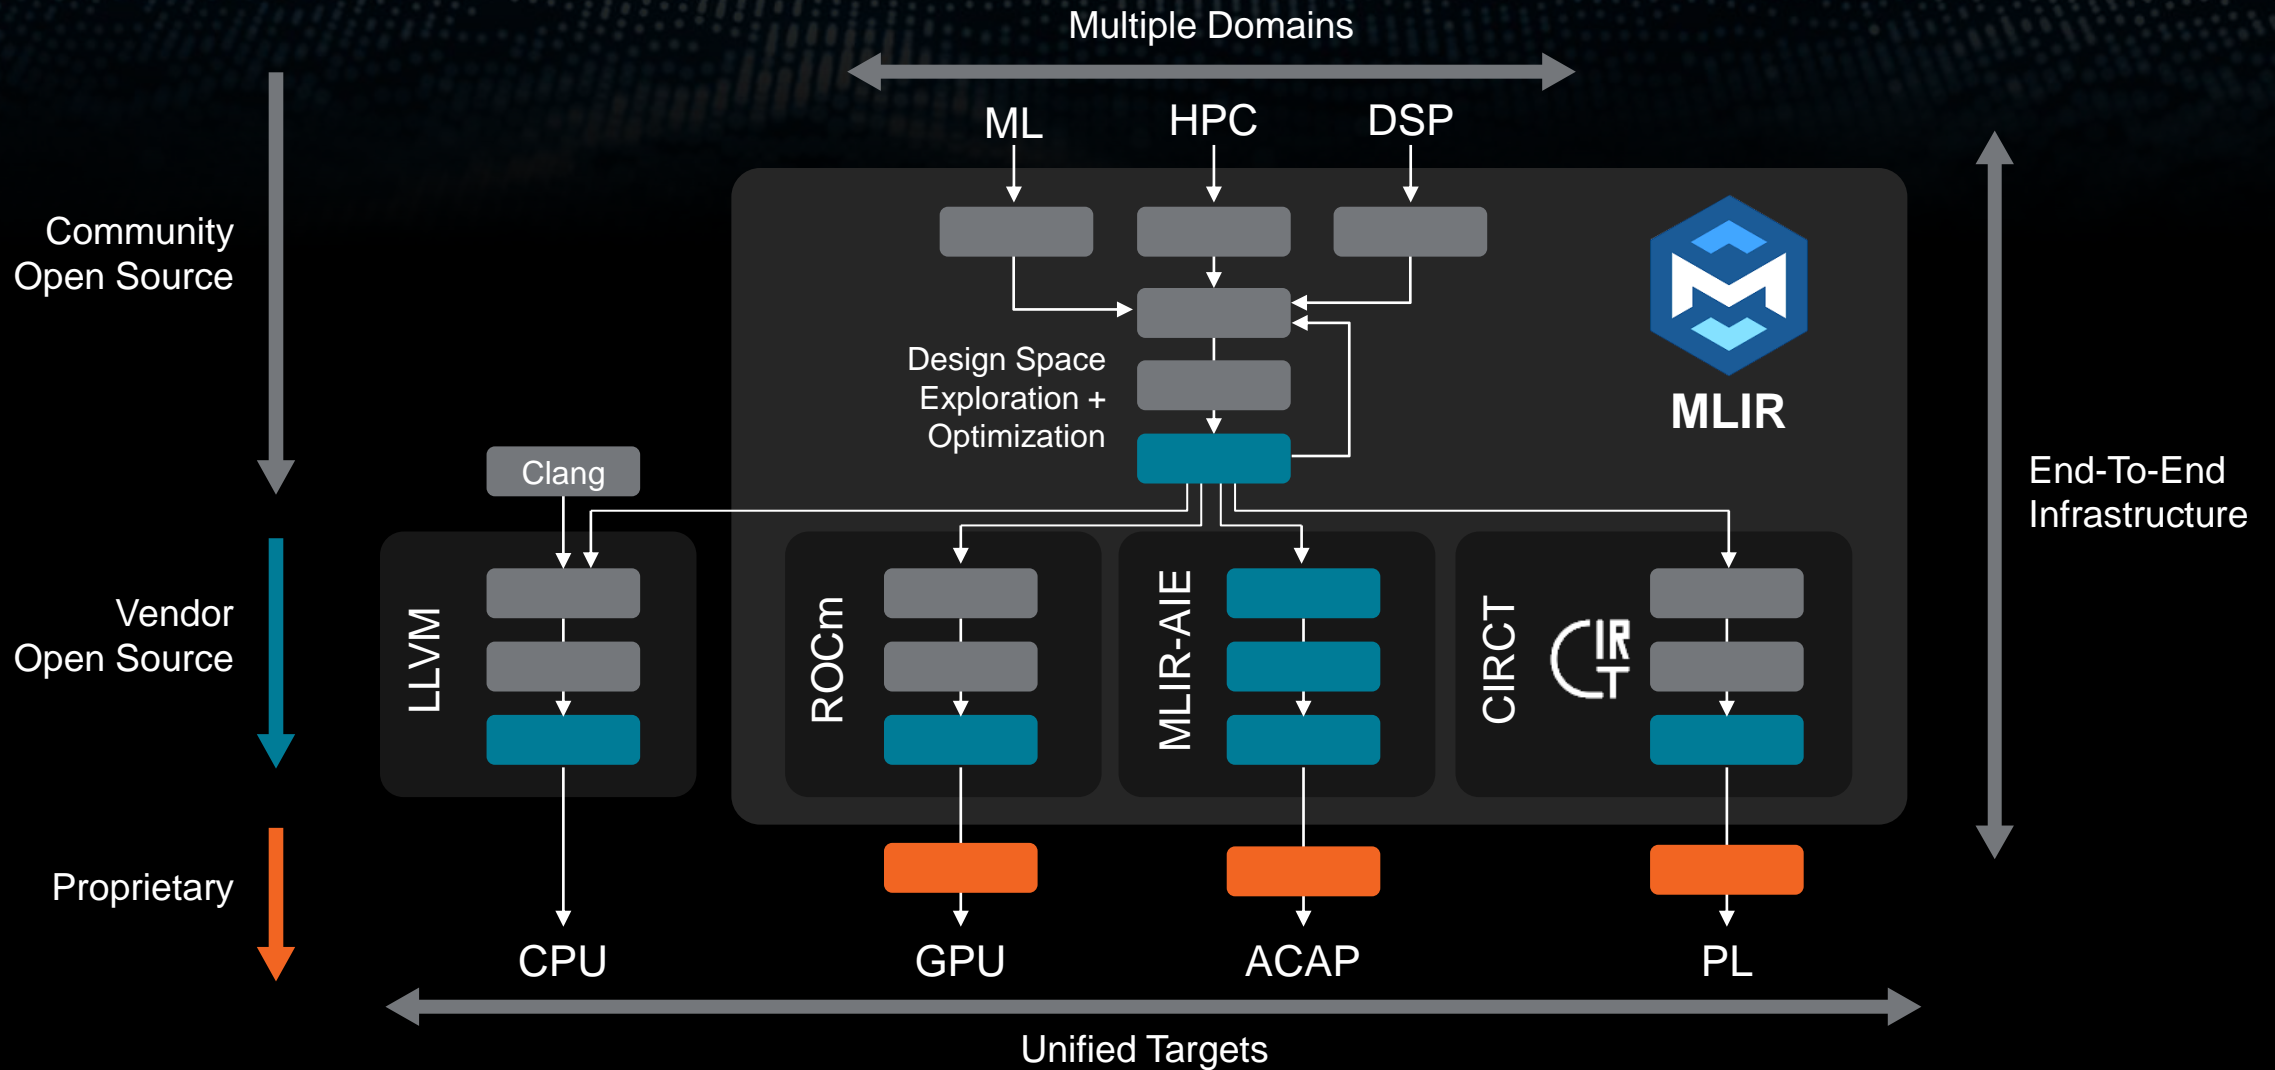 Multiple Domains
ML
HPC
DSP
Community
Open Source
MLIR
Design Space
Exploration +
Optimization
Clang
End-To-End
Infrastructure
Vendor
Open Source
LLVM
ROCm
MLIR-AIE
CIRCT
CIRT
Proprietary
CPU
GPU
ACAP
PL
Unified Targets